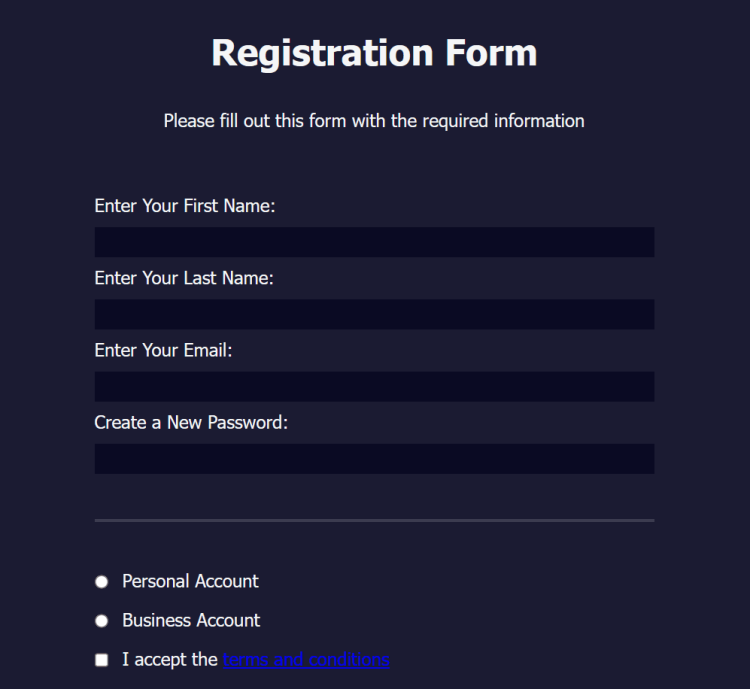 Registration Form
Please fill out this form with the required information
Enter Your First Name:
Enter Your Last Name:
Enter Your Email:
Create a New Password:
Personal Account
Business Account
I accept the terms and conditions